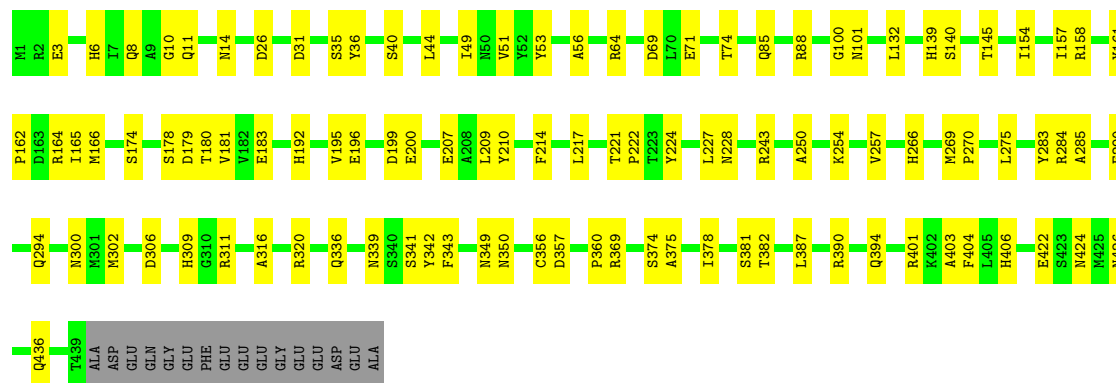 M1 R2 E3 H6 I7 Q8 A9 G10 Q11 N14 D26 D31 S35 Y36 S40 L44 I49 N50 V51 Y52 Y53 A56 R64 D69 L70 E71 T74 Q85 R88 G100 N101 L132 H139 S140 T145 I154 I157 R158
P162 D163 R164 I165 M166 S174 S178 D179 T180 V181 V182 E183 H192 V195 E196 D199 E200 E207 A208 L209 Y210 F214 L217 T221 P222 T223 Y224 L227 N228 R243 A250 K254 V257 H266 M269 P270 L275 Y283 R284 A285
Q294 N300 M301 M302 D306 H309 G310 R311 A316 R320 Q336 N339 S340 S341 Y342 F343 N349 N350 C356 D357 P360 R369 S374 A375 I378 S381 T382 L387 R390 Q394 R401 K402 A403 F404 L405 H406 E422 S423 N424 M425
Q436 T439 ALA ASP GLU GLN GLY GLU PHE GLU GLU GLU GLY GLU GLU ASP GLU ALA